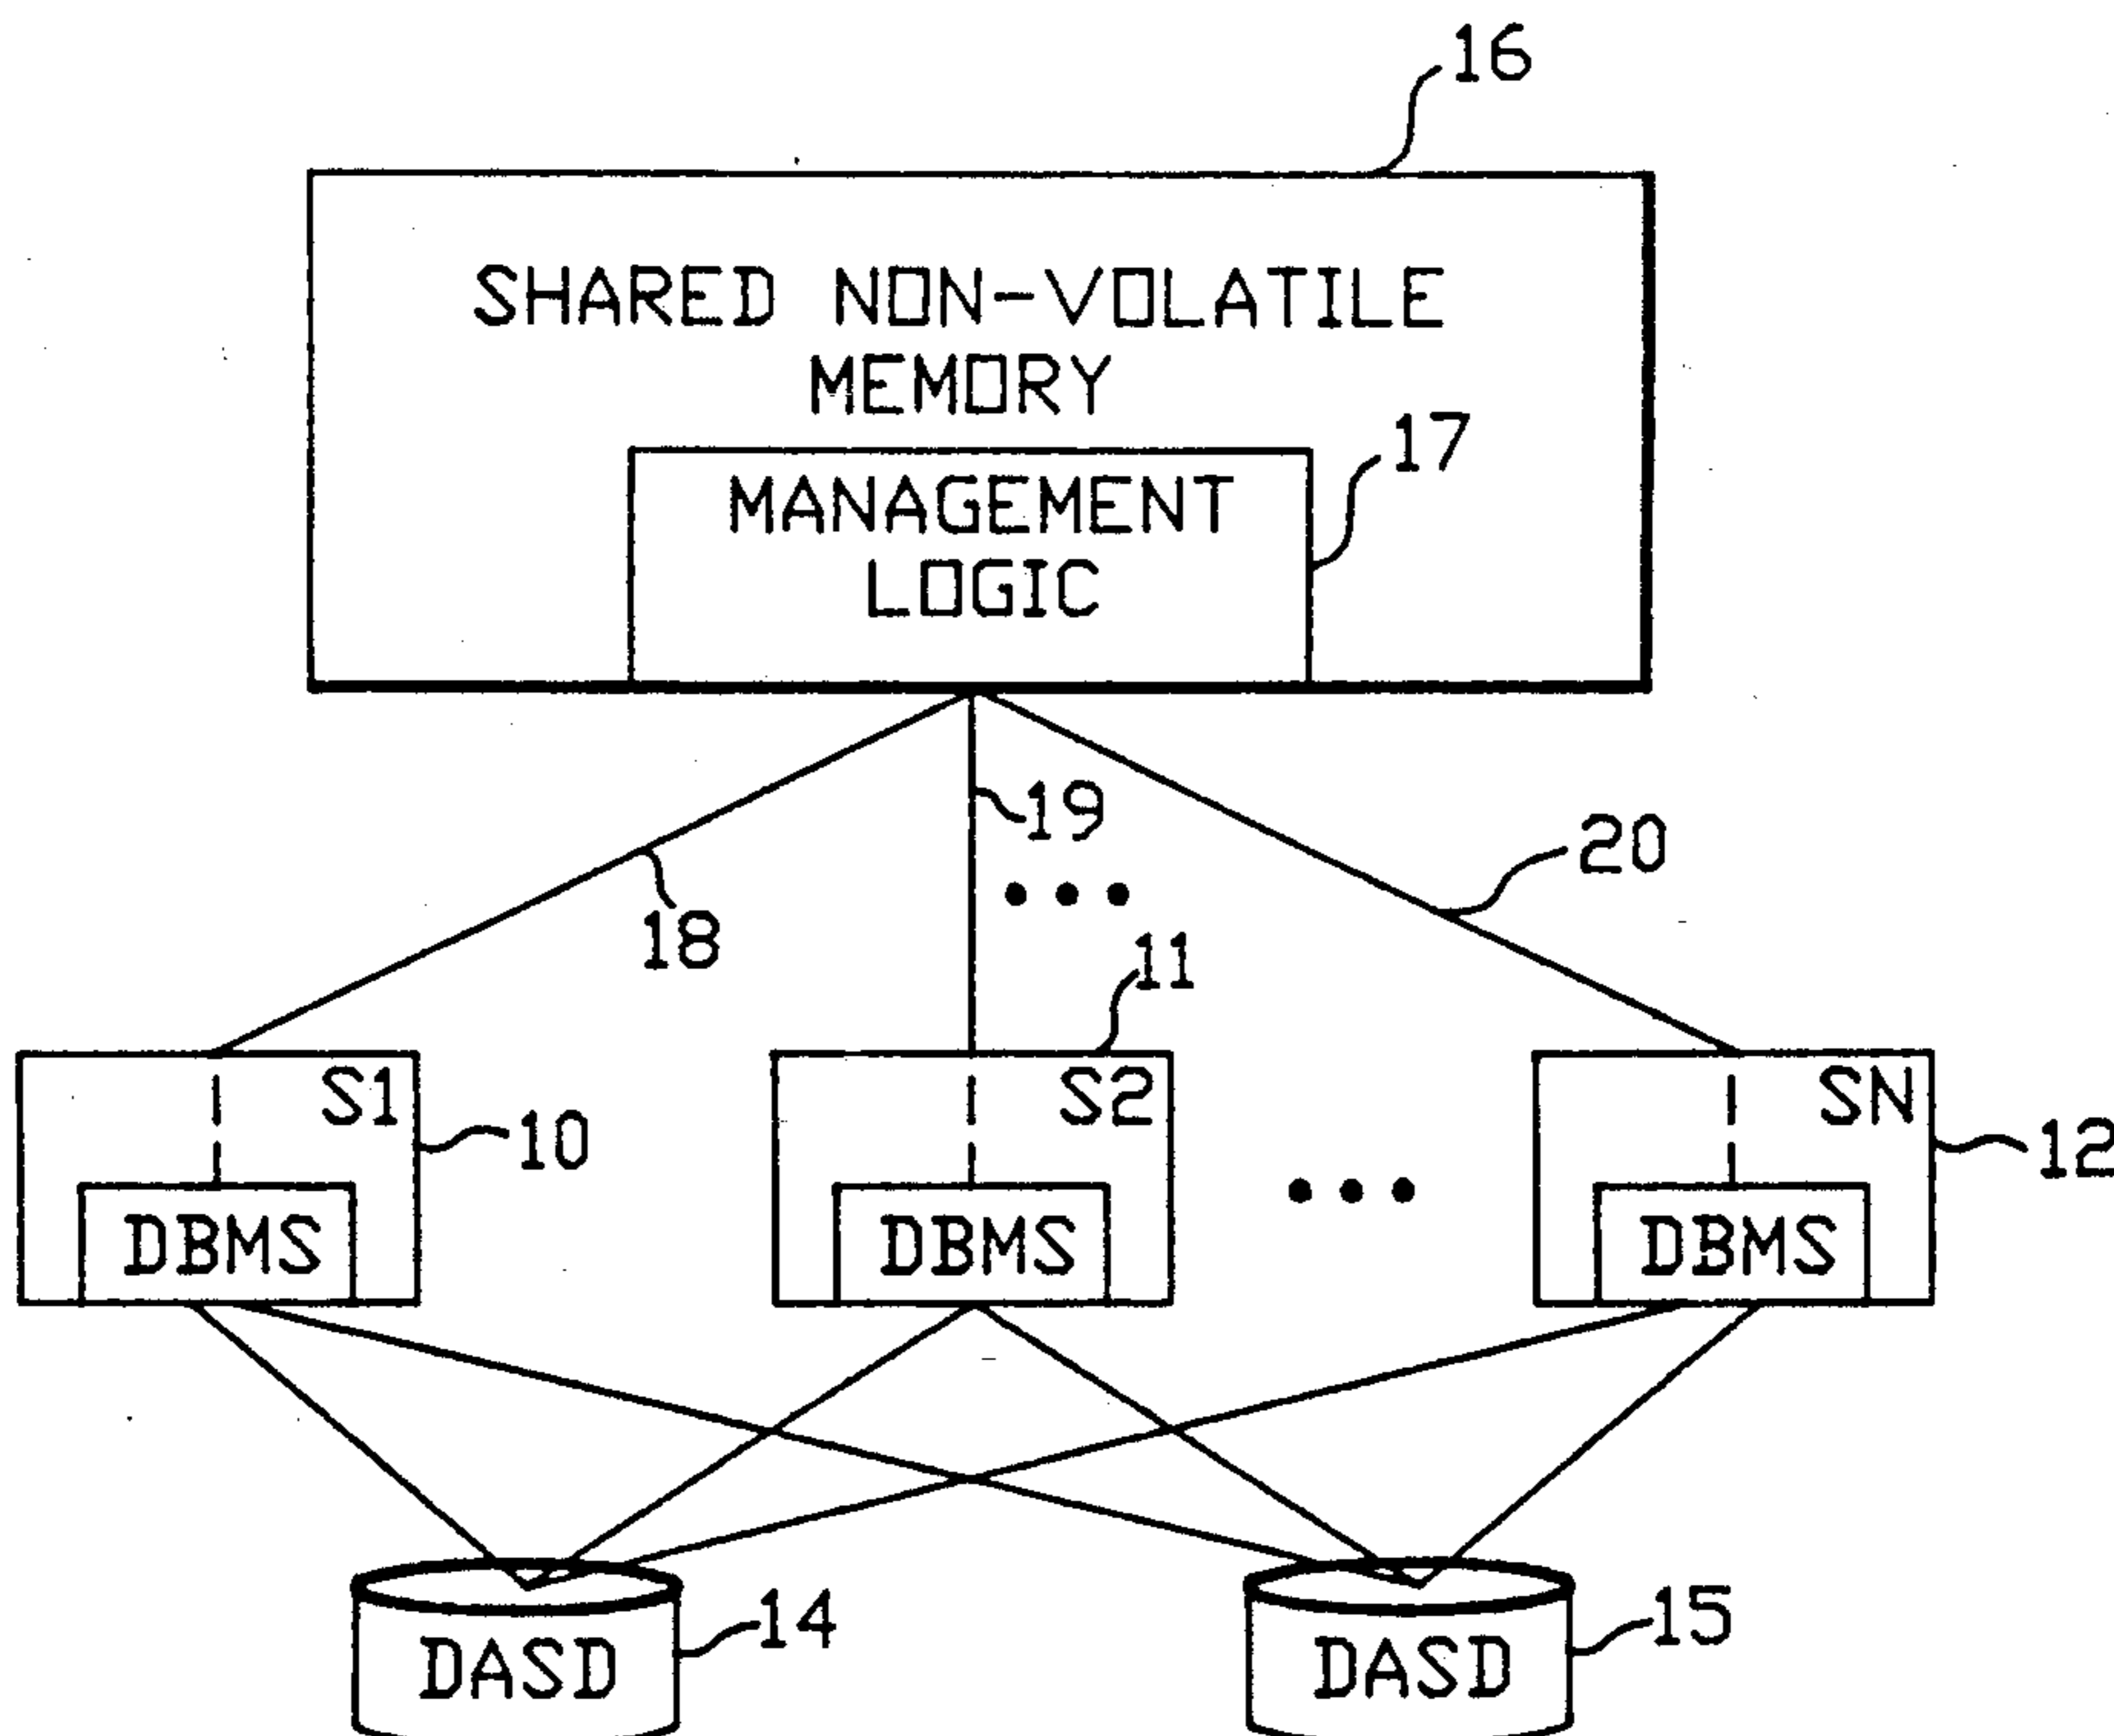 16
SHARED NON-VOLATILE
MEMORY
17
MANAGEMENT
LOGIC
19
20
18
11
S1
S2
SN
10
12
DBMS
DBMS
DBMS
14
15
DASD
DASD